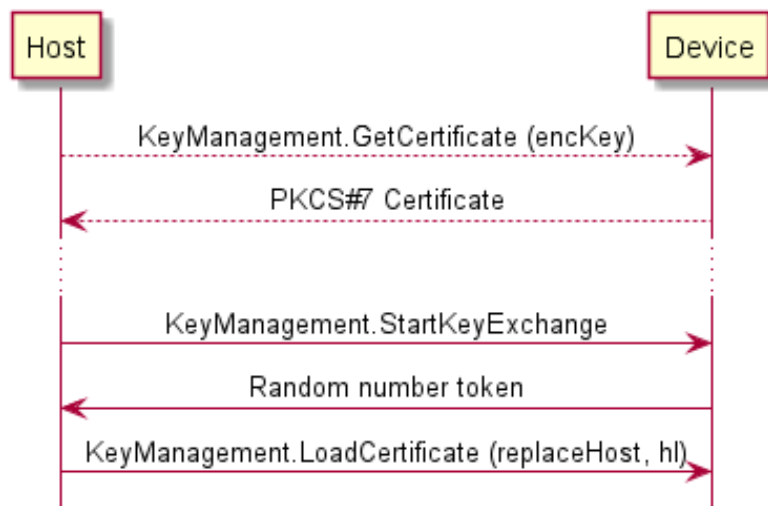 Host Device
KeyManagement.GetCertificate (encKey)
PKCS#7 Certificate
KeyManagement.StartKeyExchange
Random number token
KeyManagement.LoadCertificate (replaceHost, hl)